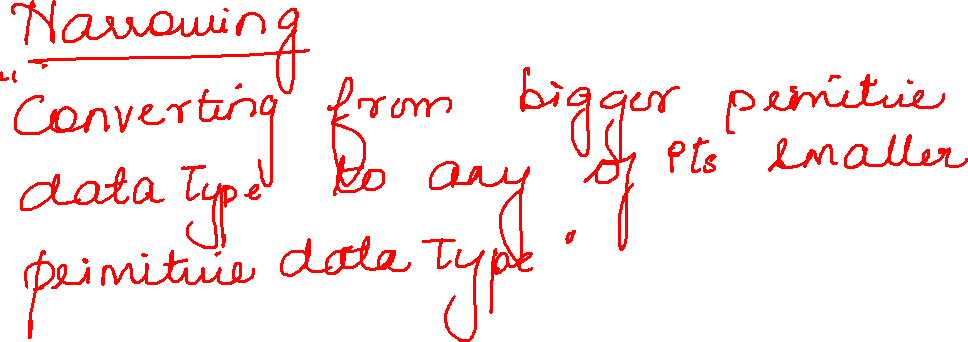 Narrowing
"Converting from bigger primitive
data Type to any of its smaller
primitive data Type"